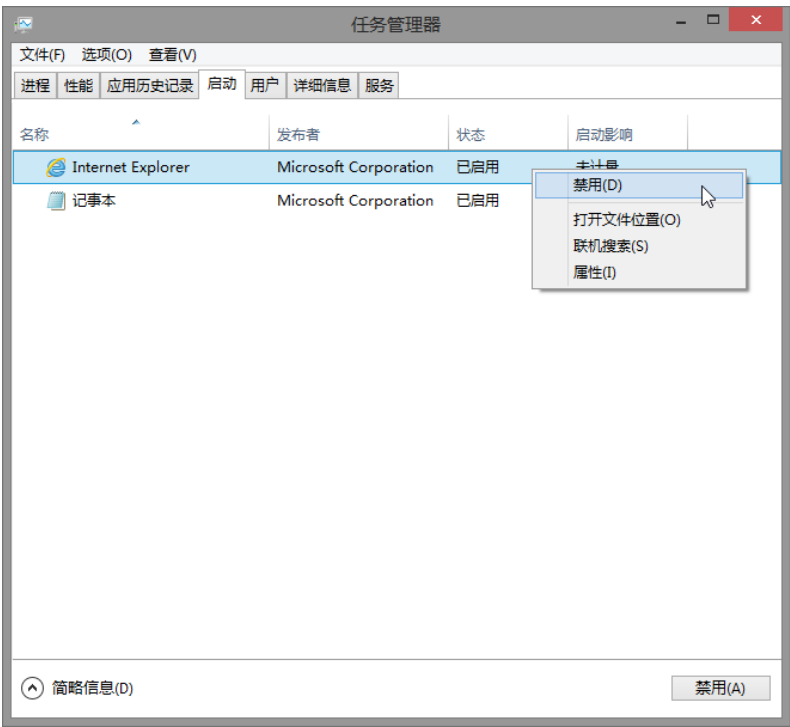 任务管理器
文件(F) 选项(O) 查看(V)
进程 性能 应用历史记录 启动 用户 详细信息 服务
名称 发布者 状态 启动影响
Internet Explorer Microsoft Corporation 已启用 未计量
禁用(D)
记事本 Microsoft Corporation 已启用
打开文件位置(O)
联机搜索(S)
属性(I)
简略信息(D) 禁用(A)